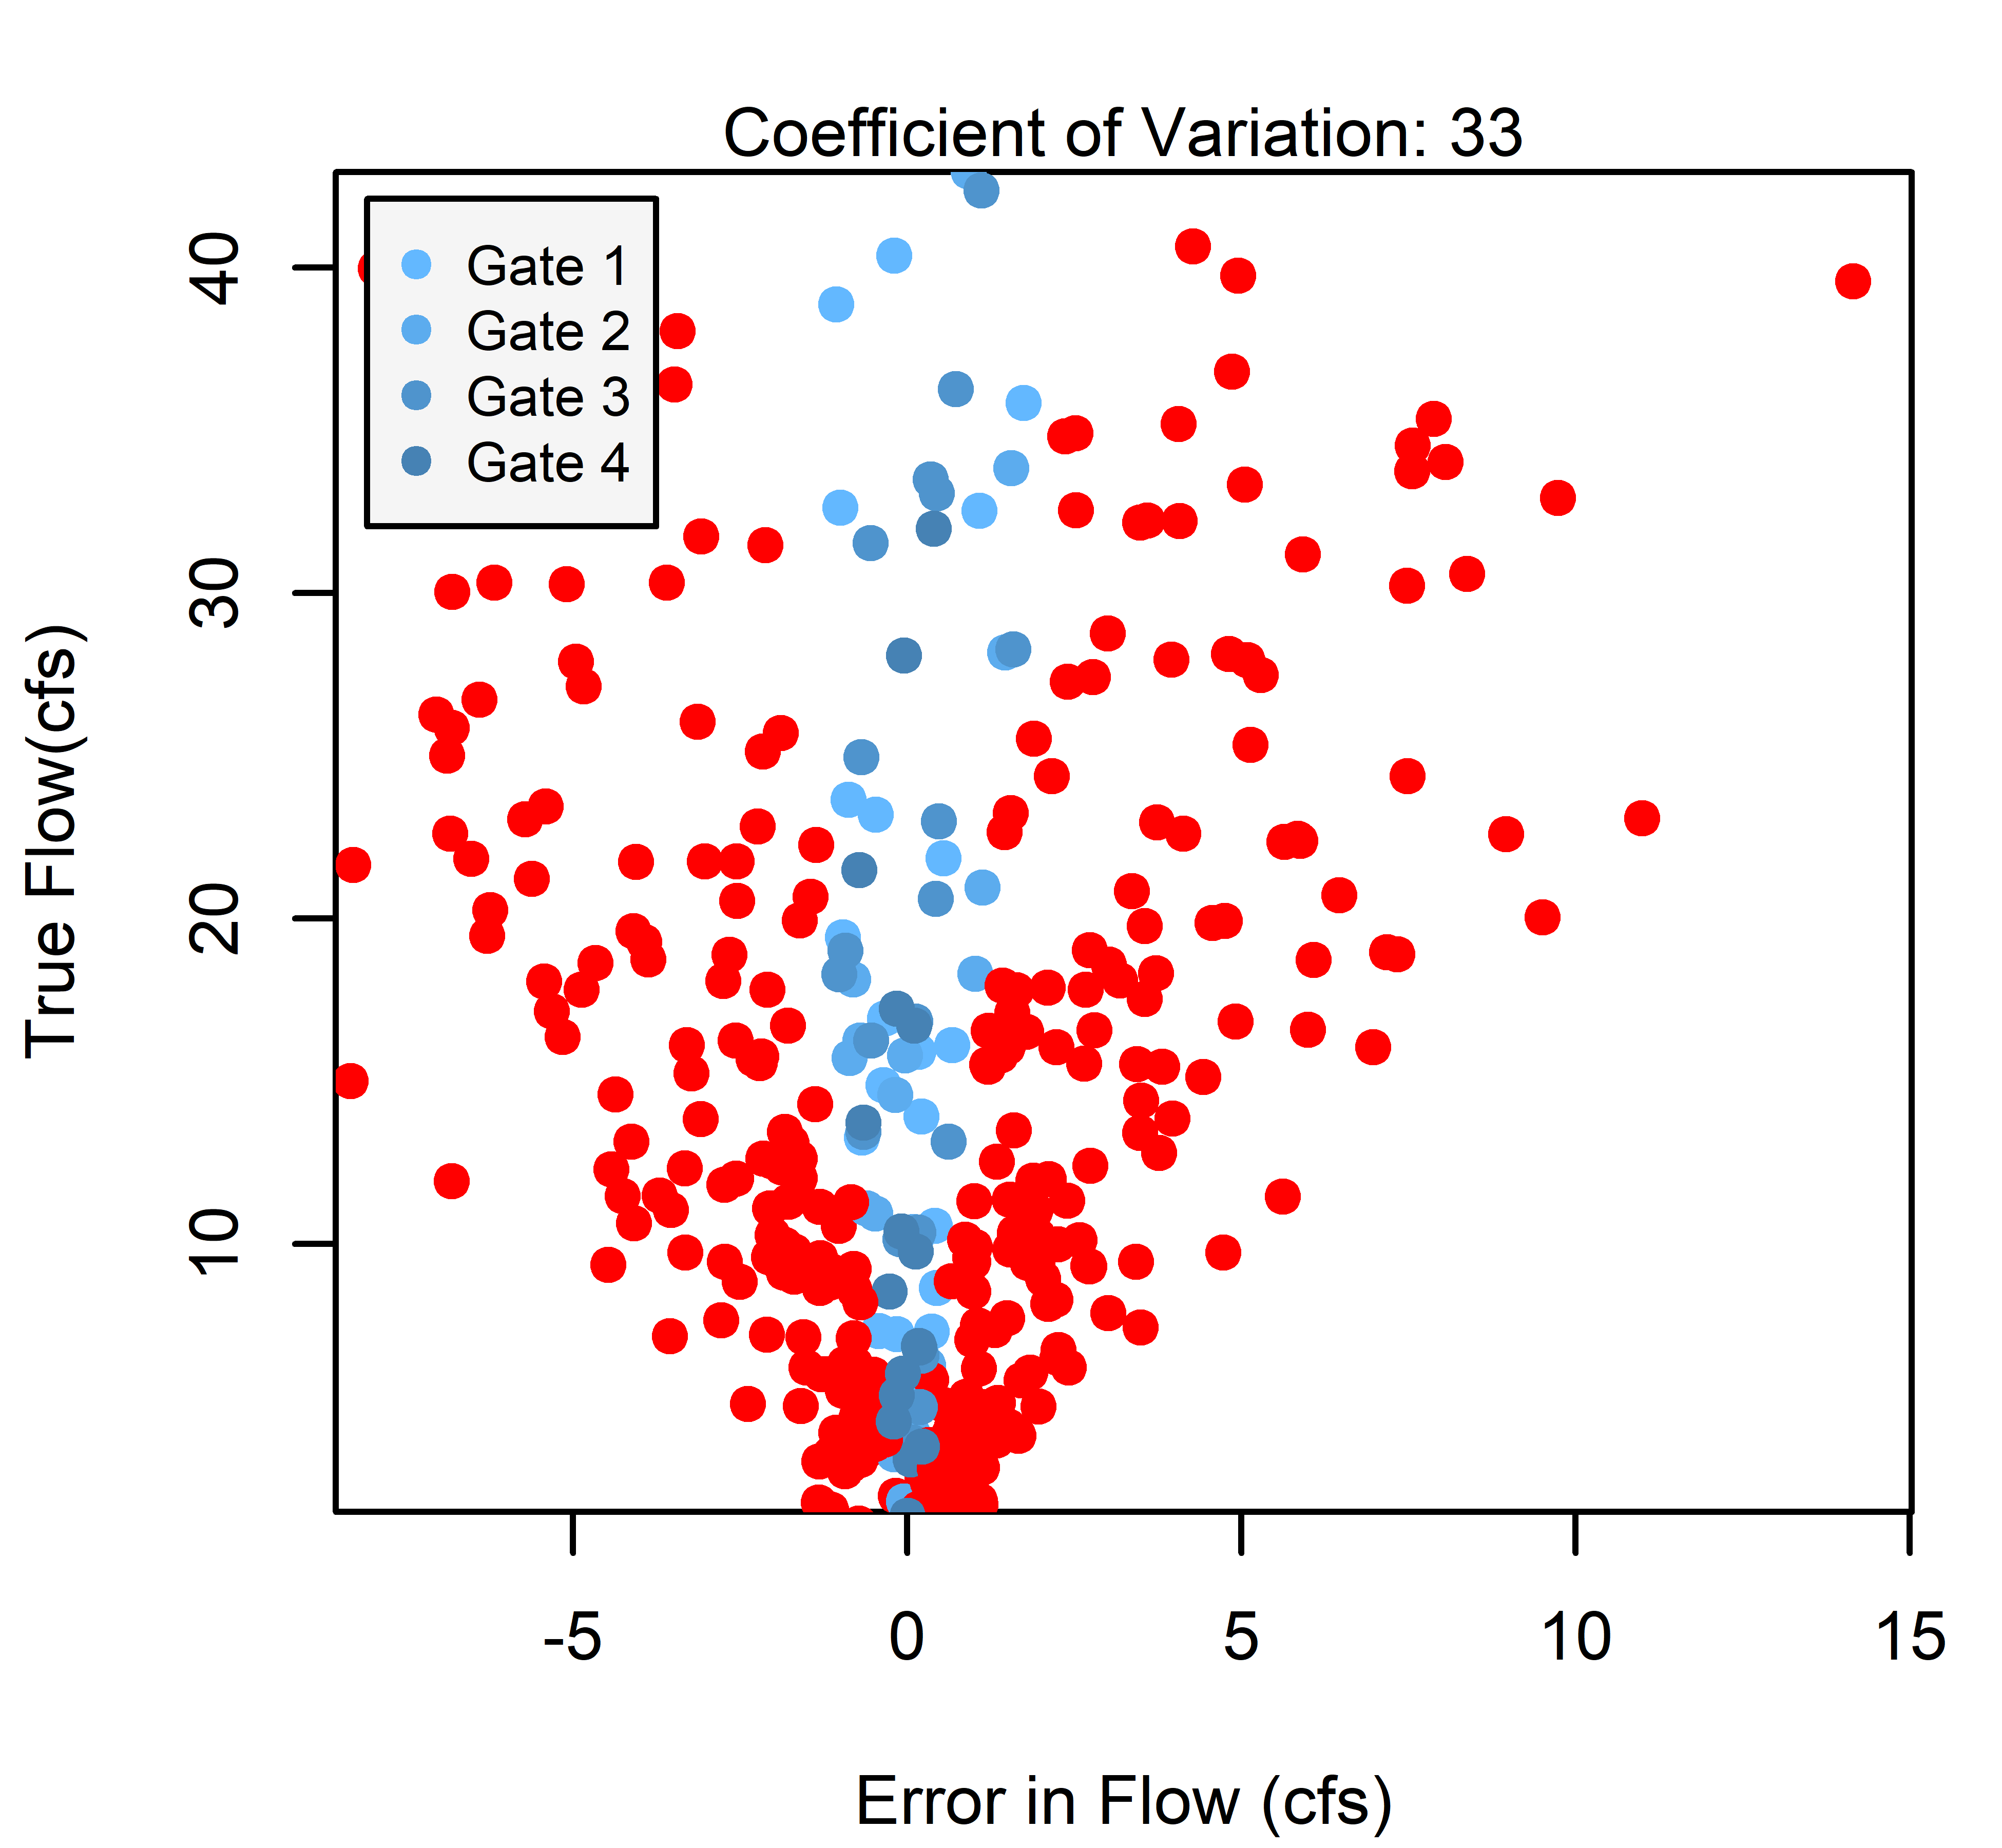 Coefficient of Variation: 33
Gate 1
Gate 2
Gate 3
Gate 4
True Flow(cfs)
40
30
20
10
-5 0 5 10 15
Error in Flow (cfs)